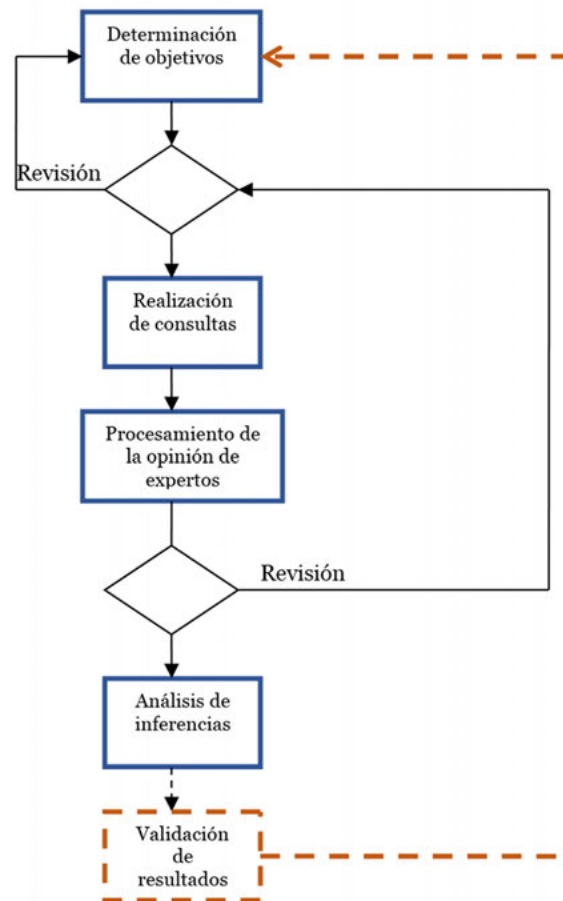 Determinación
de objetivos
Revisión
Realización
de consultas
Procesamiento de
la opinión de
expertos
Revisión
Análisis de
inferencias
Validación
de
resultados